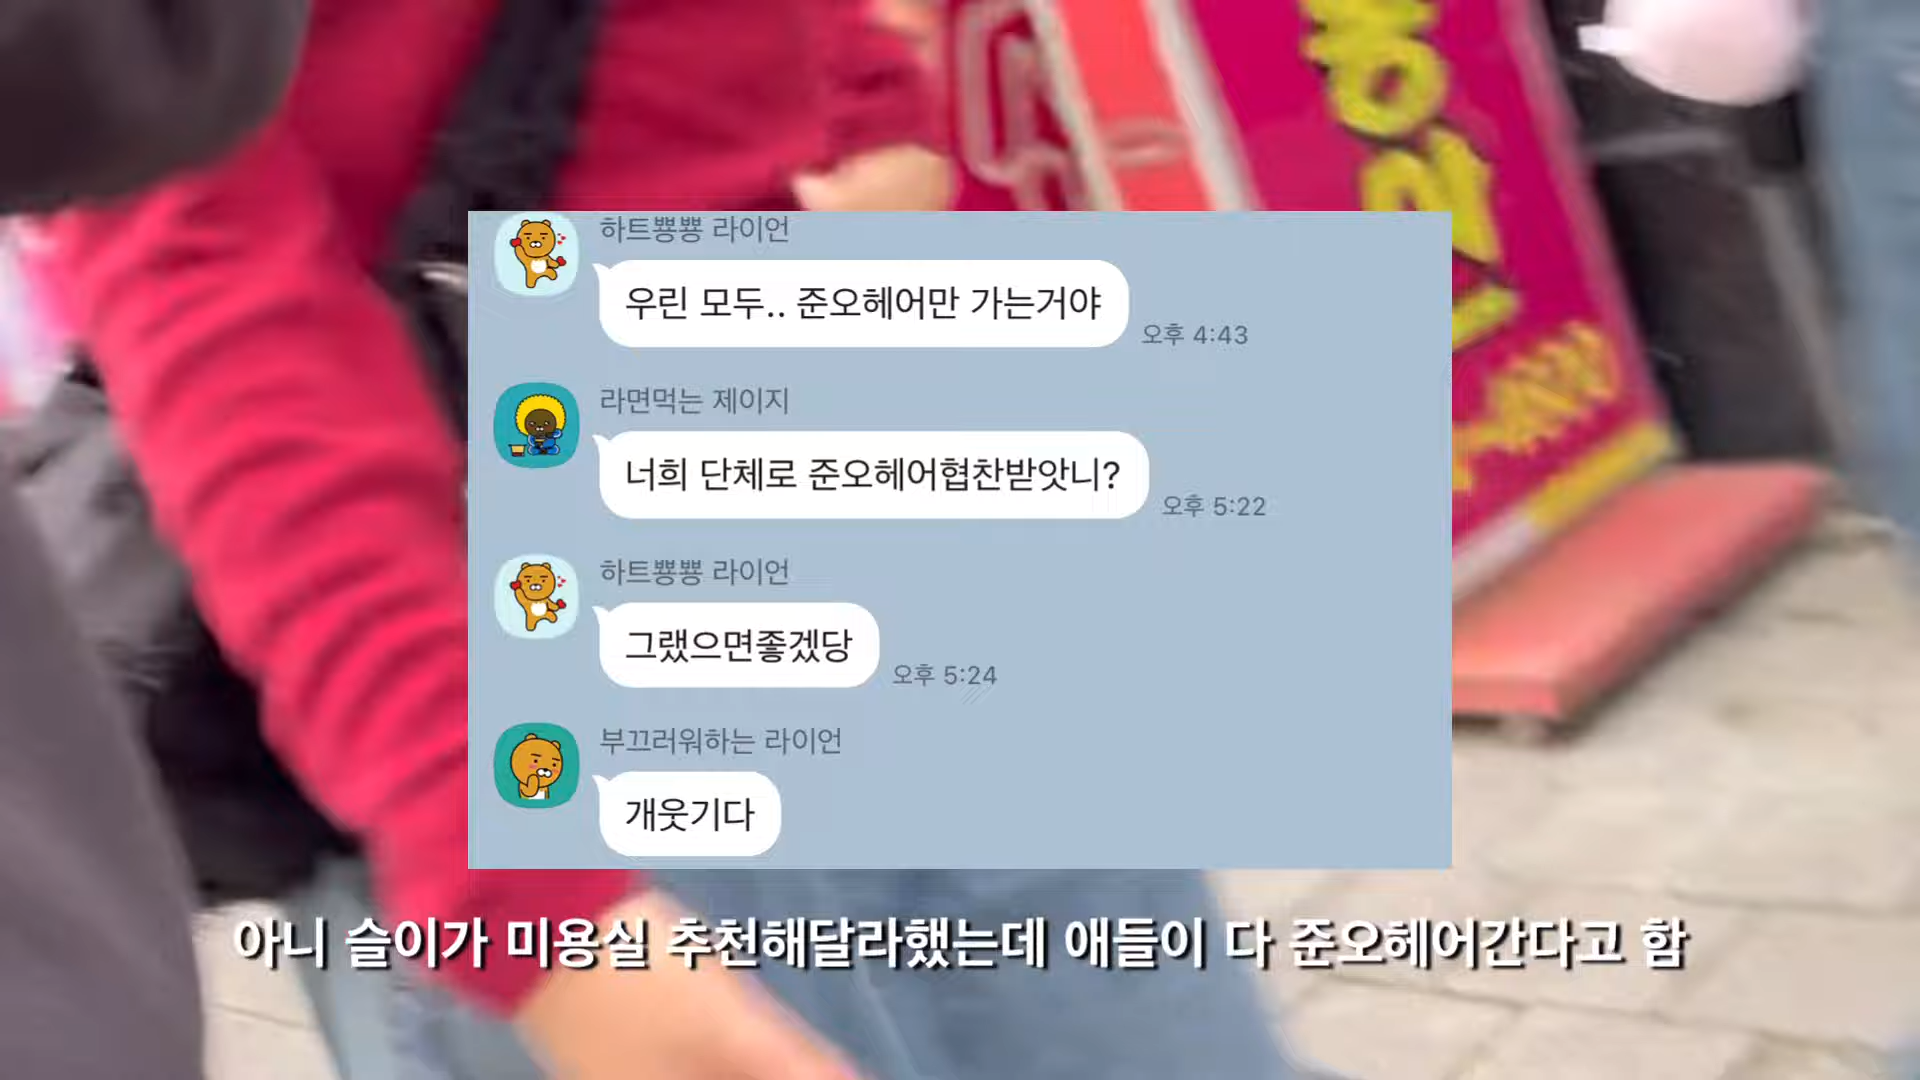 하트뿅뿅 라이언
우린 모두.. 준오헤어만 가는거야
오후 4:43
라면먹는 제이지
너희 단체로 준오헤어협찬받앗니?
오후 5:22
하트뿅뿅 라이언
그랬으면좋겠당
오후 5:24
부끄러워하는 라이언
개웃기다
아니 슬이가 미용실 추천해달라했는데 애들이 다 준오헤어간다고 함